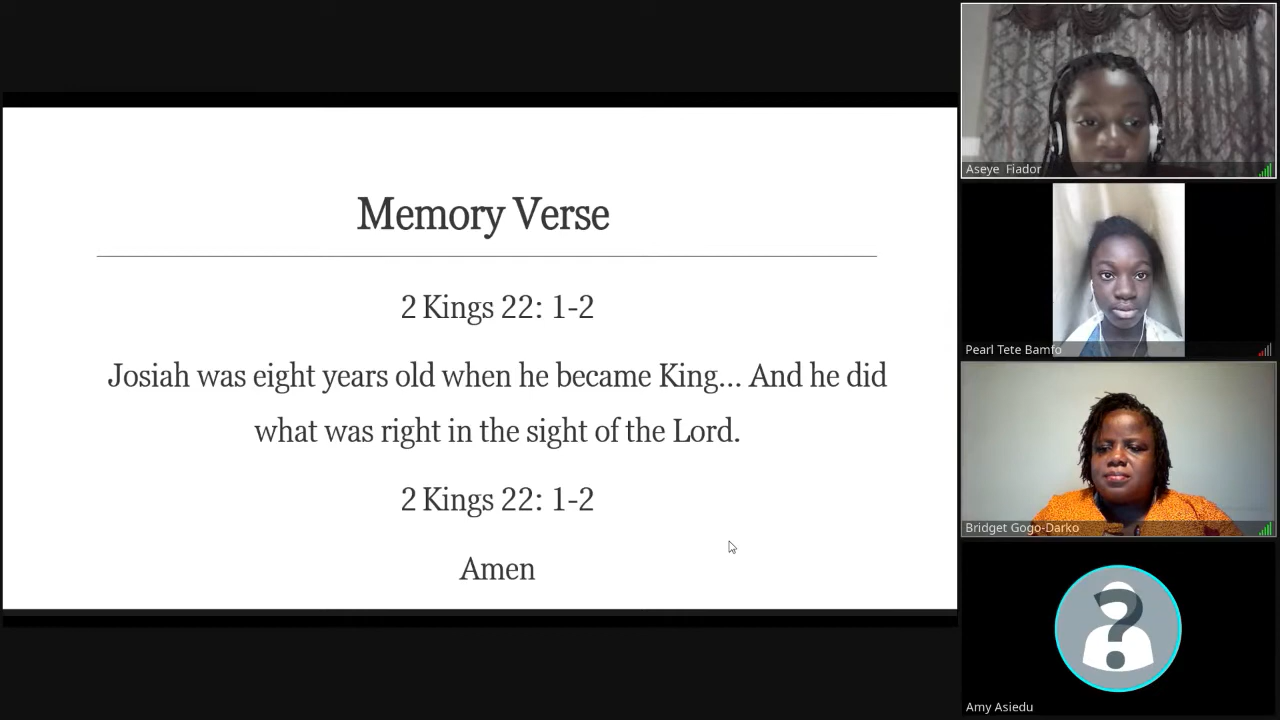 Memory Verse
2 Kings 22: 1-2
Josiah was eight years old when he became King... And he did
what was right in the sight of the Lord.
2 Kings 22: 1-2
Amen
Aseye Fiador
Pearl Tete Bamfo
Bridget Gogo-Darko
Amy Asiedu